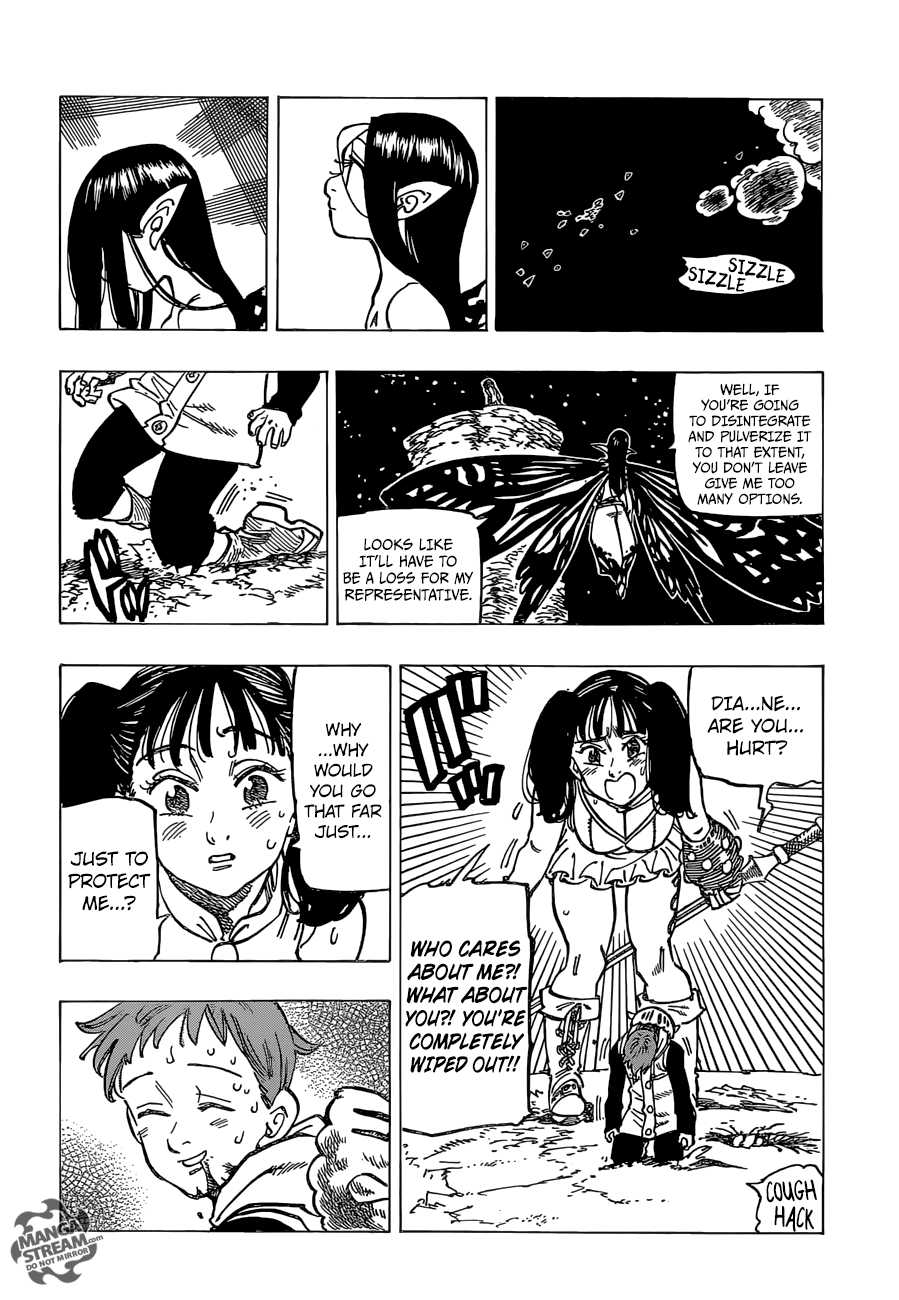 SIZZLE
SIZZLE
WELL, IF
YOU'RE GOING
TO DISINTEGRATE
AND PULVERIZE IT
TO THAT EXTENT,
YOU DON'T LEAVE
GIVE ME TOO
MANY OPTIONS.
LOOKS LIKE
IT'LL HAVE TO
BE A LOSS FOR MY
REPRESENTATIVE.
DIA...NE...
ARE YOU...
HURT?
WHO CARES
ABOUT ME?!
WHAT ABOUT
YOU?! YOU'RE
COMPLETELY
WIPED OUT!!
COUGH
HACK
WHY
...WHY
WOULD
YOU GO
THAT FAR
JUST...
JUST TO
PROTECT
ME...?
MANGA
STREAM.com
DO NOT MIRROR